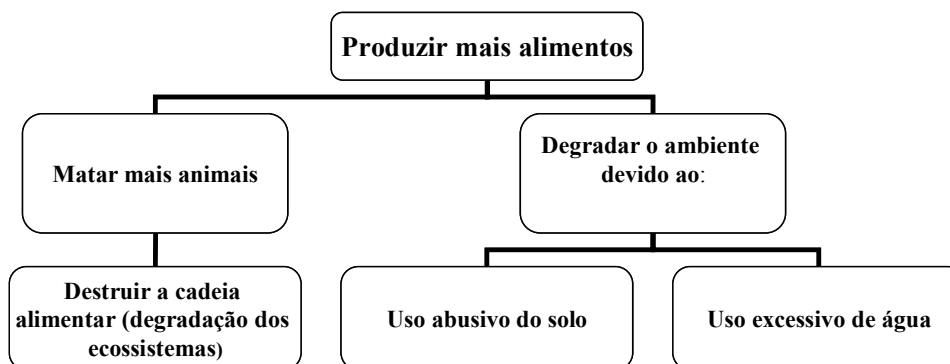 Produzir mais alimentos
Matar mais animais
Degradar o ambiente
devido ao:
Destruir a cadeia
alimentar (degradação dos
ecossistemas)
Uso abusivo do solo
Uso excessivo de água